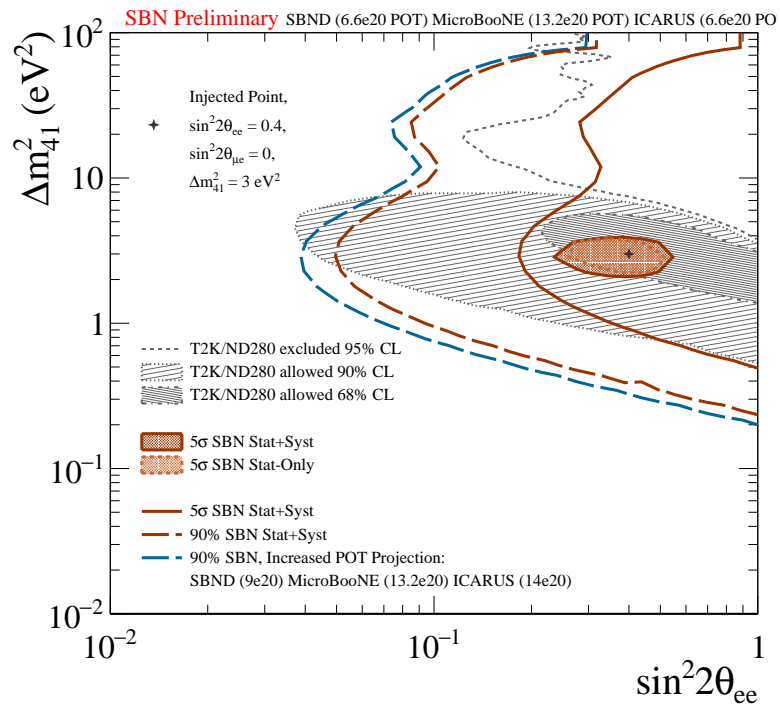 SBN Preliminary SBND (6.6e20 POT) MicroBooNE (13.2e20 POT) ICARUS (6.6e20 PO
10²
10
1
10⁻¹
10⁻²
Δm²₄₁ (eV²)
Injected Point,
sin²2θₑₑ = 0.4,
sin²2θμₑ = 0,
Δm²₄₁ = 3 eV²
T2K/ND280 excluded 95% CL
T2K/ND280 allowed 90% CL
T2K/ND280 allowed 68% CL
5σ SBN Stat+Syst
5σ SBN Stat-Only
5σ SBN Stat+Syst
90% SBN Stat+Syst
90% SBN, Increased POT Projection:
SBND (9e20) MicroBooNE (13.2e20) ICARUS (14e20)
10⁻² 10⁻¹ 1
sin²2θₑₑ